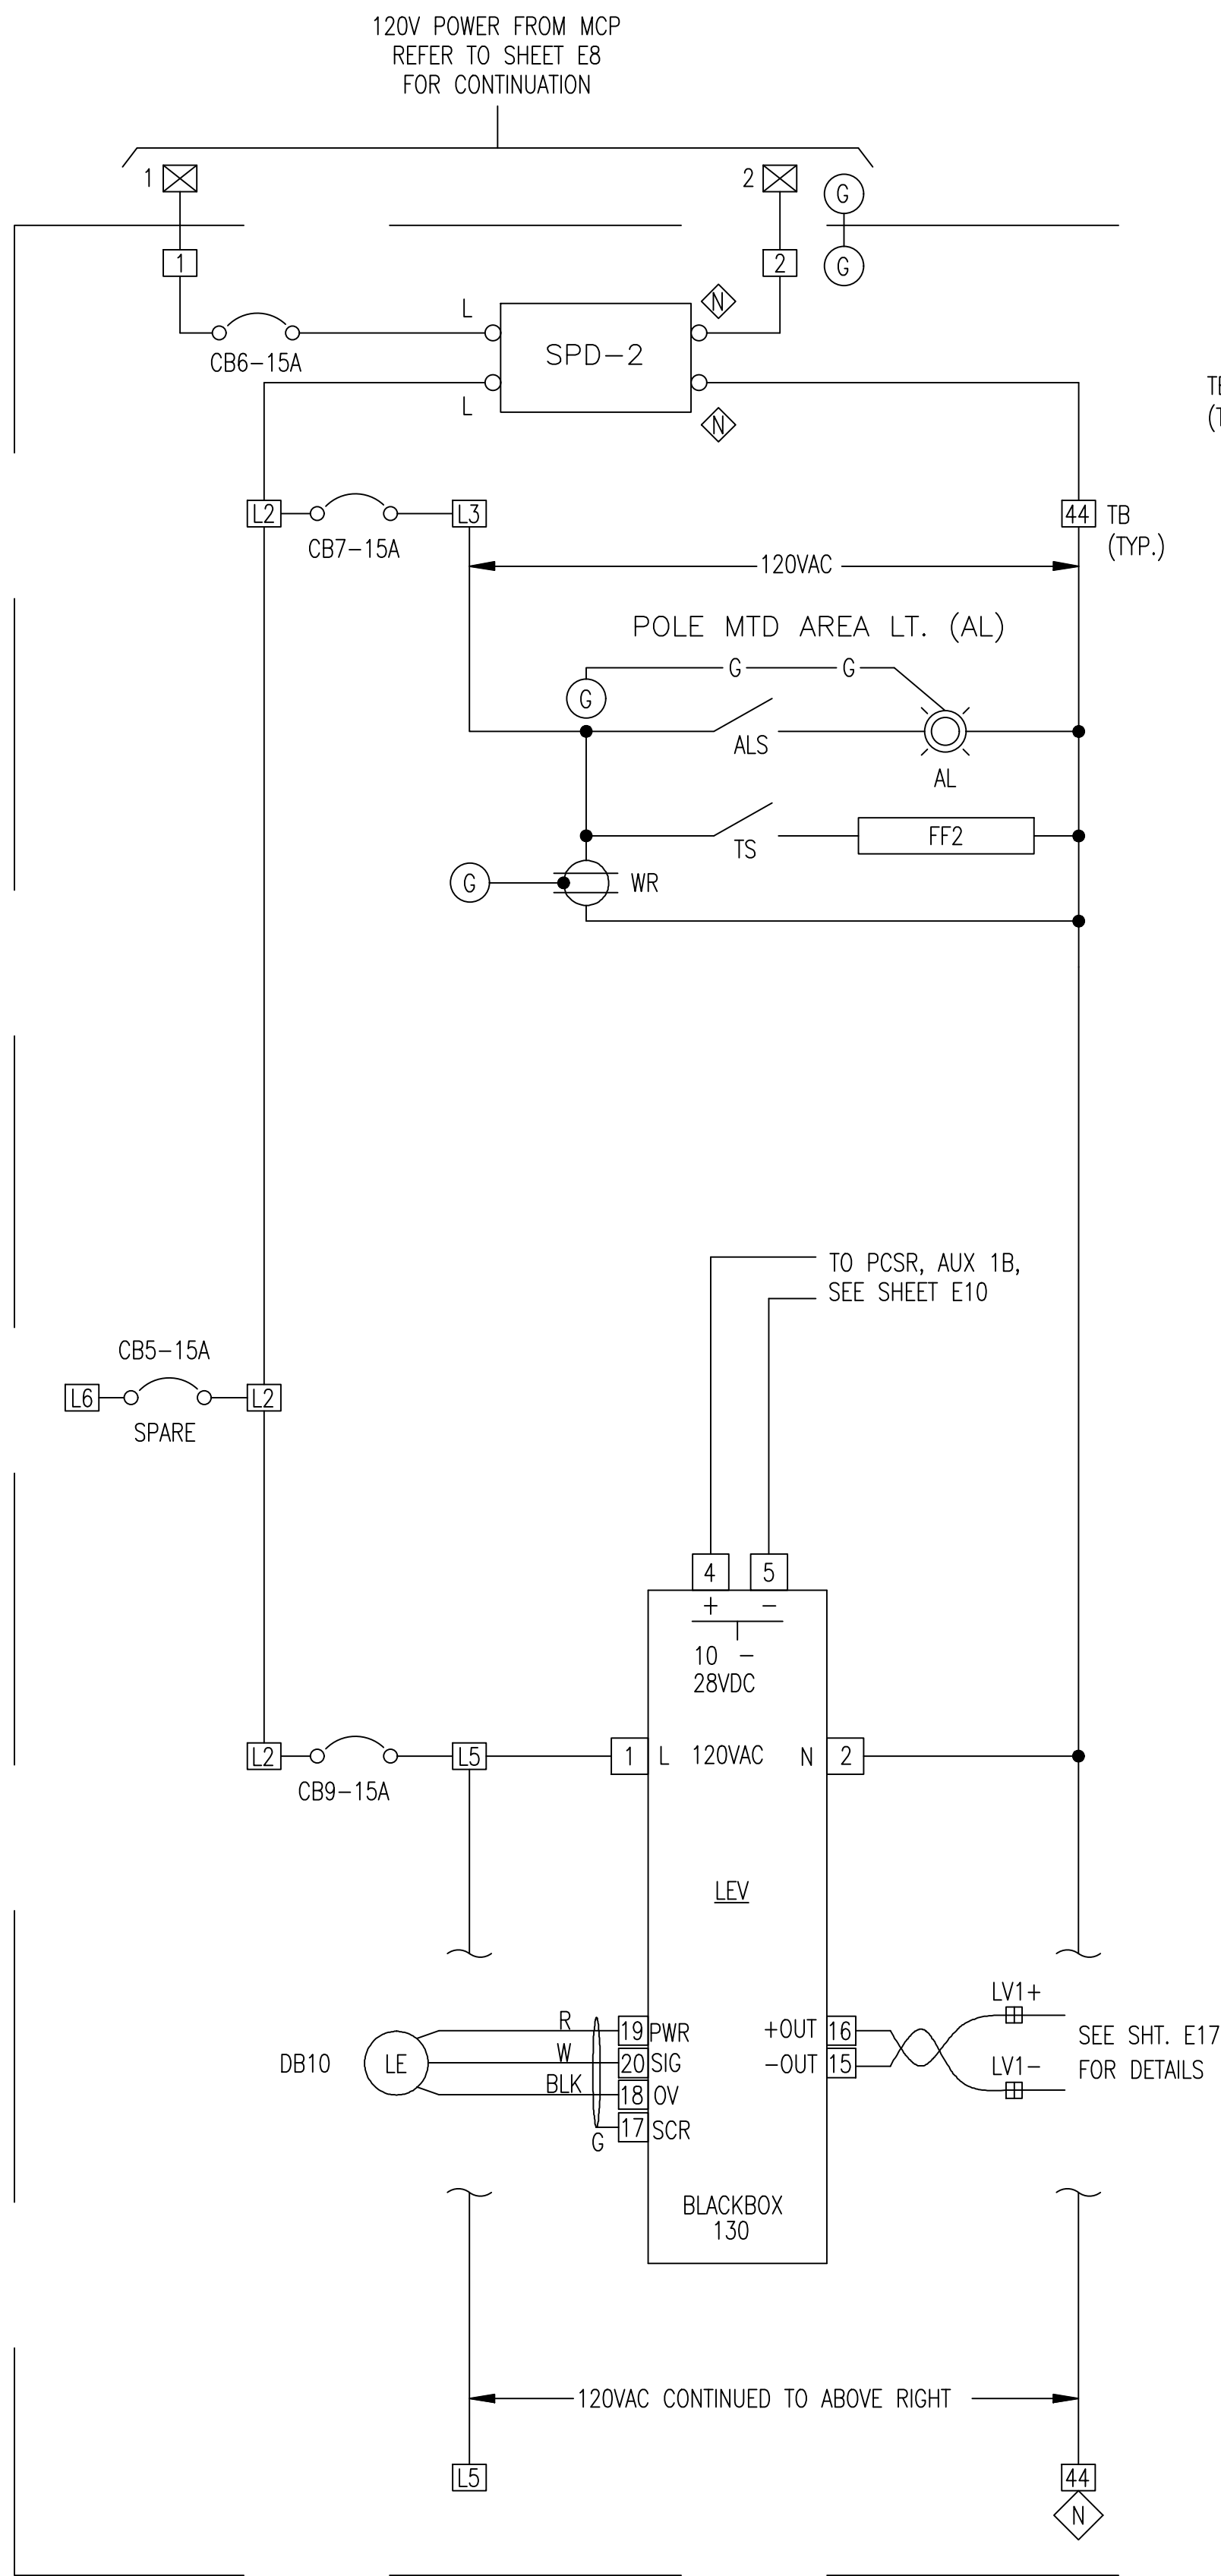 120V POWER FROM MCP
REFER TO SHEET E8
FOR CONTINUATION
1
2
G
1
2
G
L
N
CB6-15A
SPD-2
L
N
TB
(T
L2
L3
44
TB
CB7-15A
(TYP.)
120VAC
POLE MTD AREA LT. (AL)
G
G
G
ALS
AL
TS
FF2
G
WR
TO PCSR, AUX 1B,
SEE SHEET E10
CB5-15A
L6
L2
SPARE
4
5
+
-
10 -
28VDC
L2
L5
1
L
120VAC
N
2
CB9-15A
LEV
LV1+
R
19
PWR
+OUT
16
SEE SHT. E17
DB10
LE
W
20
SIG
-OUT
15
LV1-
FOR DETAILS
BLK
18
OV
G
17
SCR
BLACKBOX
130
120VAC CONTINUED TO ABOVE RIGHT
L5
44
N